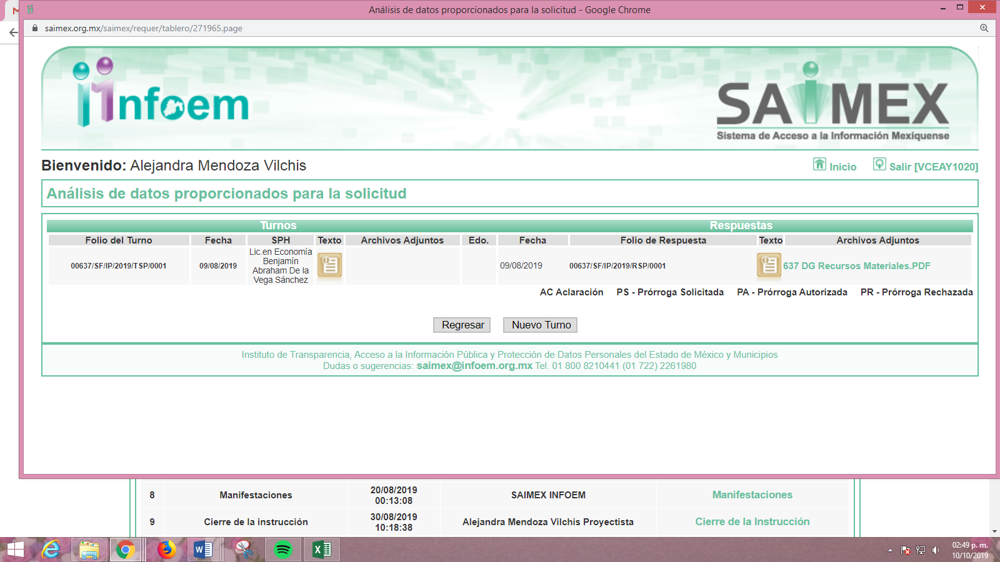 Análisis de datos proporcionados para la solicitud - Google Chrome
saimex.org.mx/saimex/requer/tablero/271965.page
infoem
SAIMEX
Sistema de Acceso a la Información Mexiquense
Bienvenido: Alejandra Mendoza Vilchis
Inicio
Salir [VCEAY1020]
Análisis de datos proporcionados para la solicitud
Turnos
Respuestas
Folio del Turno
Fecha
SPH
Texto
Archivos Adjuntos
Edo.
Fecha
Folio de Respuesta
Texto
Archivos Adjuntos
00637/SF/IP/2019/TSP/0001
09/08/2019
Lic.en Economía
Benjamín
Abraham De la
Vega Sánchez
09/08/2019
00637/SF/IP/2019/RSP/0001
637 DG Recursos Materiales.PDF
AC Aclaración
PS - Prórroga Solicitada
PA - Prórroga Autorizada
PR - Prórroga Rechazada
Regresar
Nuevo Turno
Instituto de Transparencia, Acceso a la Información Pública y Protección de Datos Personales del Estado de México y Municipios
Dudas o sugerencias: saimex@infoem.org.mx Tel. 01 800 8210441 (01 722) 2261980
8
Manifestaciones
20/08/2019
00:13:08
SAIMEX INFOEM
Manifestaciones
9
Cierre de la instrucción
30/08/2019
10:18:38
Alejandra Mendoza Vilchis Proyectista
Cierre de la Instrucción
02:49 p. m.
10/10/2019